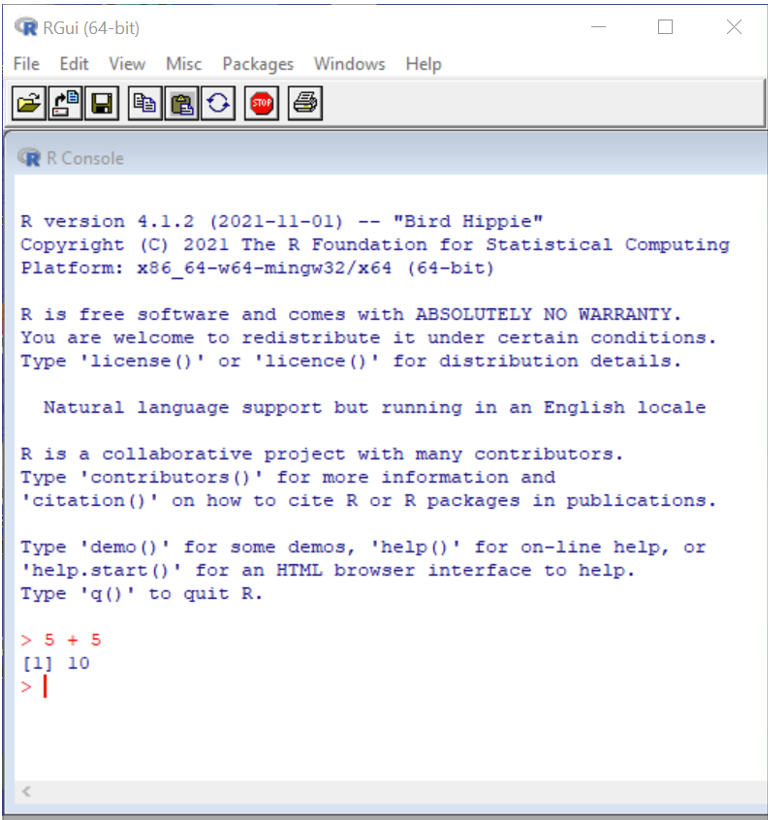 RGui (64-bit)
File Edit View Misc Packages Windows Help
STOP
R Console
R version 4.1.2 (2021-11-01) -- "Bird Hippie"
Copyright (C) 2021 The R Foundation for Statistical Computing
Platform: x86_64-w64-mingw32/x64 (64-bit)
R is free software and comes with ABSOLUTELY NO WARRANTY.
You are welcome to redistribute it under certain conditions.
Type 'license()' or 'licence()' for distribution details.
Natural language support but running in an English locale
R is a collaborative project with many contributors.
Type 'contributors()' for more information and
'citation()' on how to cite R or R packages in publications.
Type 'demo()' for some demos, 'help()' for on-line help, or
'help.start()' for an HTML browser interface to help.
Type 'q()' to quit R.
> 5 + 5
[1] 10
>